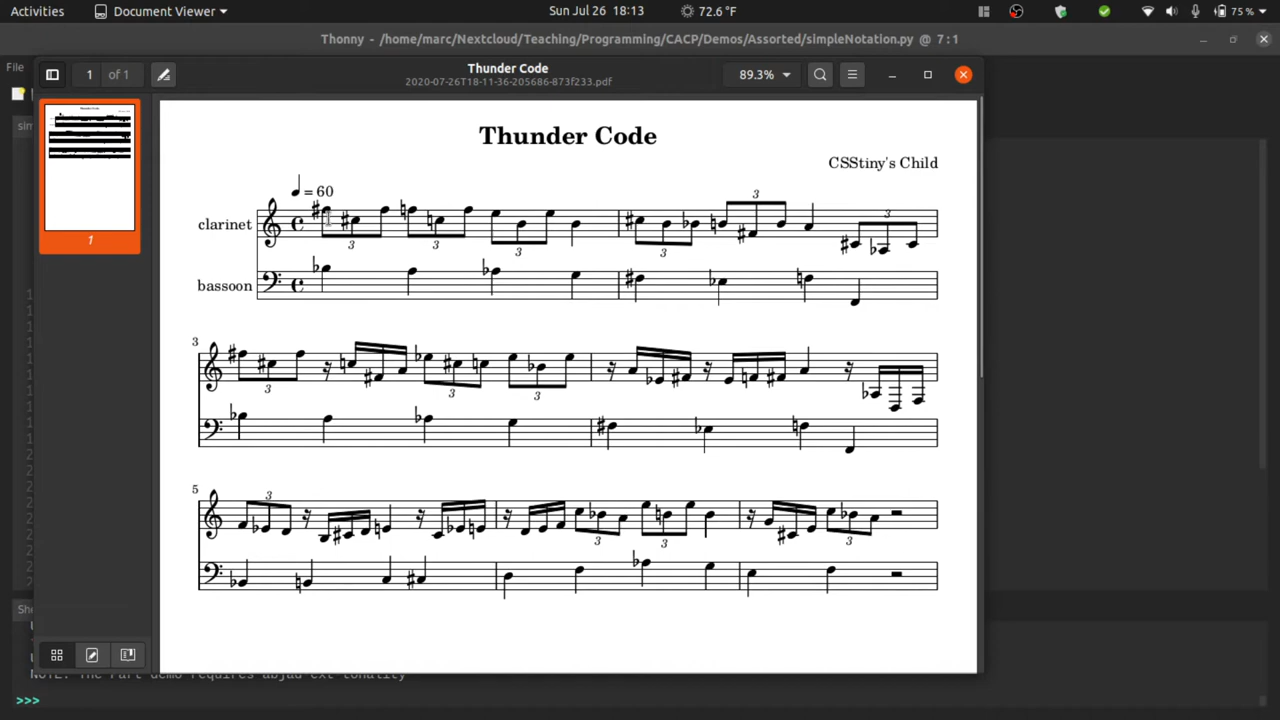 Activities Document Viewer Sun Jul 26 18:13 72.6 °F 75 %
Thonny - /home/marc/Nextcloud/Teaching/Programming/CACP/Demos/Assorted/simpleNotation.py @ 7:1
File
Thunder Code
2020-07-26T18-11-36-205686-873f233.pdf
1 of 1
89.3%
1
Thunder Code
CSStiny's Child
= 60
clarinet
3 3 3 3 3 3
bassoon
3
3 3 3
5
3 3 3 3
>>>